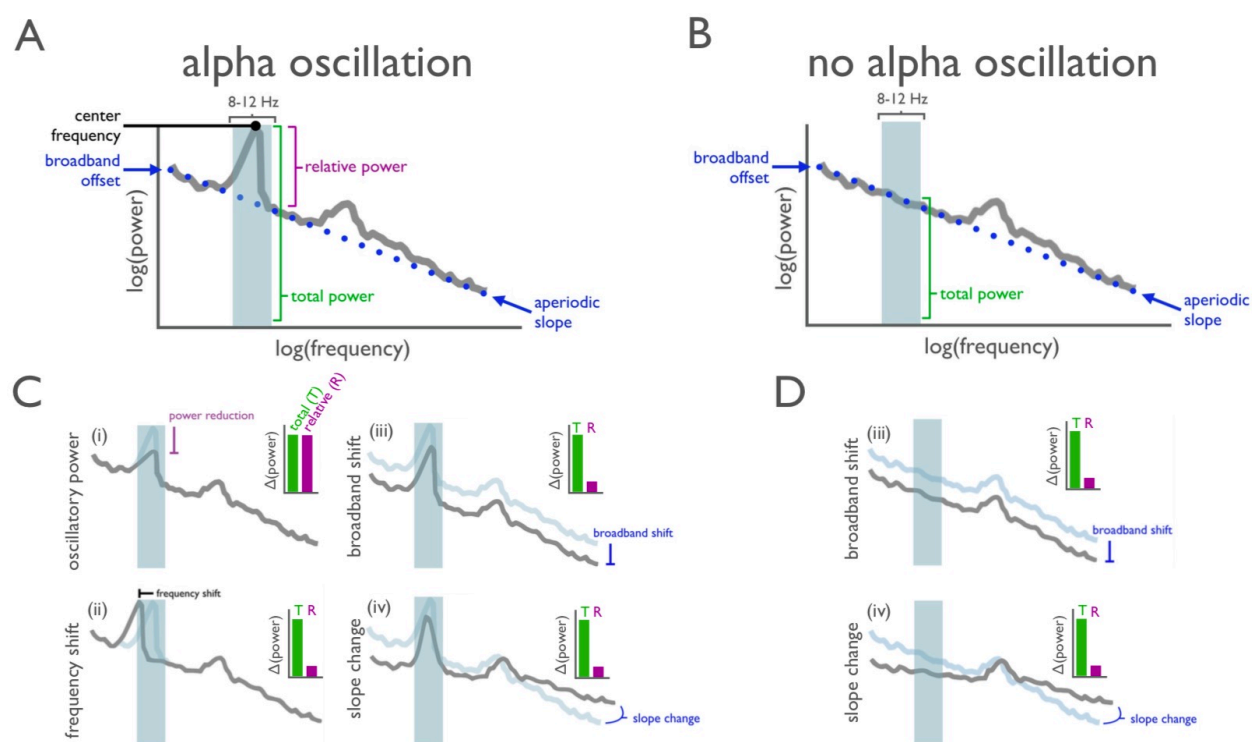 A
alpha oscillation
8-12 Hz
center
frequency
broadband
offset
relative power
log(power)
total power
aperiodic
slope
log(frequency)
B
no alpha oscillation
8-12 Hz
broadband
offset
log(power)
total power
aperiodic
slope
log(frequency)
C
oscillatory power
(i)
power reduction
Δ(power)
total (T)
relative (R)
frequency shift
(ii)
frequency shift
Δ(power)
T R
broadband shift
(iii)
Δ(power)
T R
broadband shift
slope change
(iv)
Δ(power)
T R
slope change
D
broadband shift
(iii)
Δ(power)
T R
broadband shift
slope change
(iv)
Δ(power)
T R
slope change